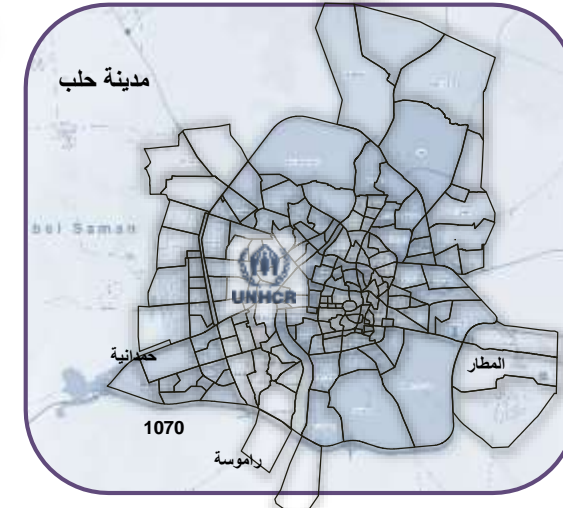 مدينة حلب
bel Saman
UNHCR
حمدانية
المطار
1070
راموسة